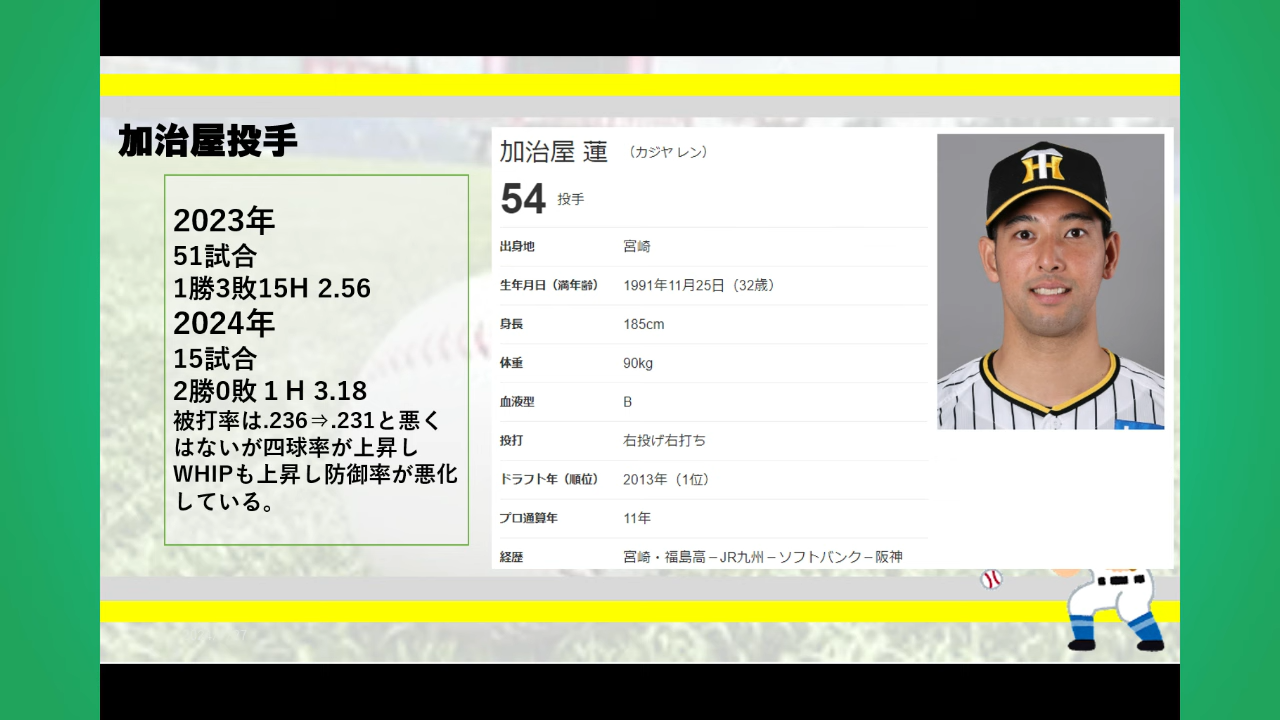 加治屋投手
2023年
51試合
1勝3敗15H 2.56
2024年
15試合
2勝0敗１H 3.18
被打率は.236⇒.231と悪く
はないが四球率が上昇し
WHIPも上昇し防御率が悪化
している。
加治屋 蓮 （カジヤ レン）
54 投手
出身地 宮崎
生年月日（満年齢） 1991年11月25日（32歳）
身長 185cm
体重 90kg
血液型 B
投打 右投げ右打ち
ドラフト年（順位） 2013年（1位）
プロ通算年 11年
経歴 宮崎・福島高－JR九州－ソフトバンク－阪神